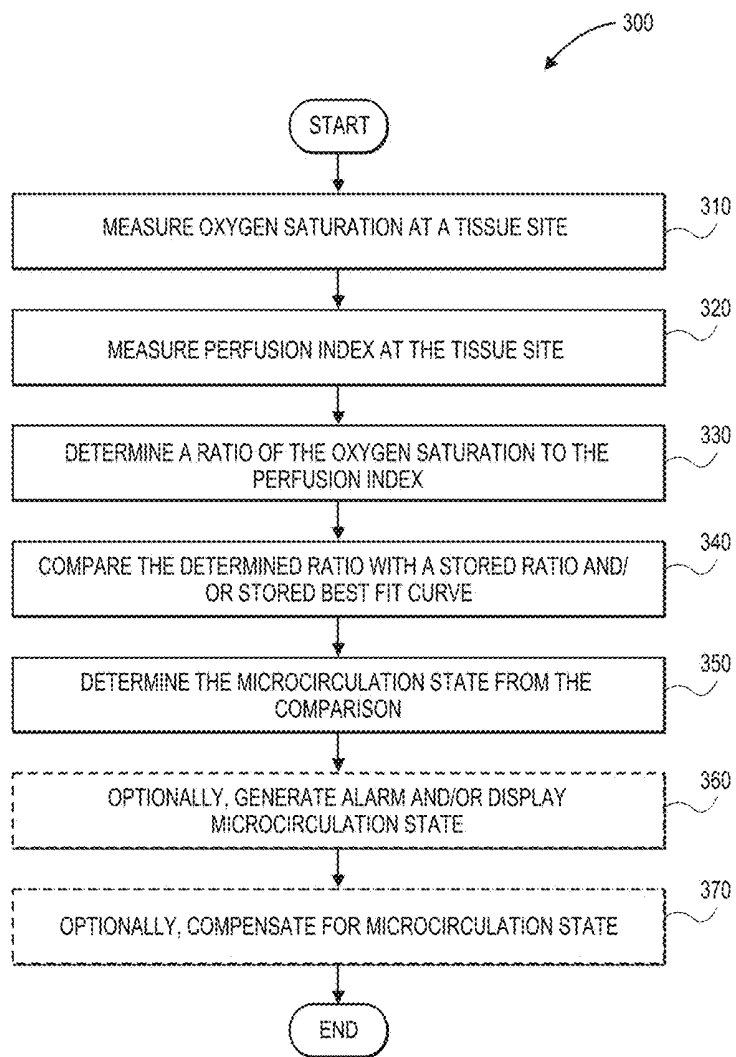 300
START
MEASURE OXYGEN SATURATION AT A TISSUE SITE
310
MEASURE PERFUSION INDEX AT THE TISSUE SITE
320
DETERMINE A RATIO OF THE OXYGEN SATURATION TO THE
PERFUSION INDEX
330
COMPARE THE DETERMINED RATIO WITH A STORED RATIO AND/
OR STORED BEST FIT CURVE
340
DETERMINE THE MICROCIRCULATION STATE FROM THE
COMPARISON
350
OPTIONALLY, GENERATE ALARM AND/OR DISPLAY
MICROCIRCULATION STATE
360
OPTIONALLY, COMPENSATE FOR MICROCIRCULATION STATE
370
END